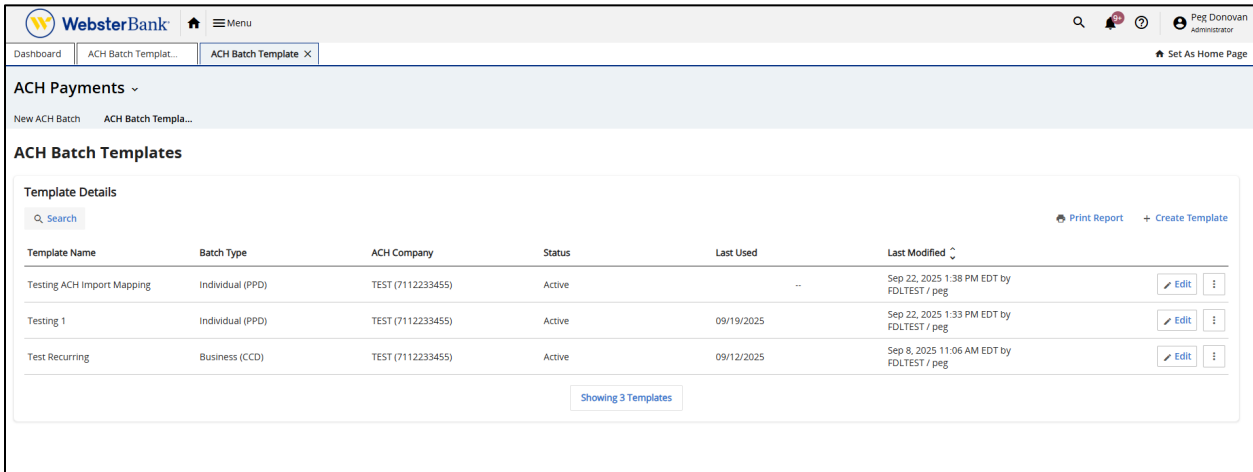 WebsterBank Menu 9+ Peg Donovan
Administrator
Dashboard ACH Batch Templat... ACH Batch Template Set As Home Page
ACH Payments
New ACH Batch ACH Batch Templa...
ACH Batch Templates
Template Details
Search Print Report + Create Template
Template Name Batch Type ACH Company Status Last Used Last Modified
Testing ACH Import Mapping Individual (PPD) TEST (7112233455) Active -- Sep 22, 2025 1:38 PM EDT by Edit
FDLTEST / peg
Testing 1 Individual (PPD) TEST (7112233455) Active 09/19/2025 Sep 22, 2025 1:33 PM EDT by Edit
FDLTEST / peg
Test Recurring Business (CCD) TEST (7112233455) Active 09/12/2025 Sep 8, 2025 11:06 AM EDT by Edit
FDLTEST / peg
Showing 3 Templates